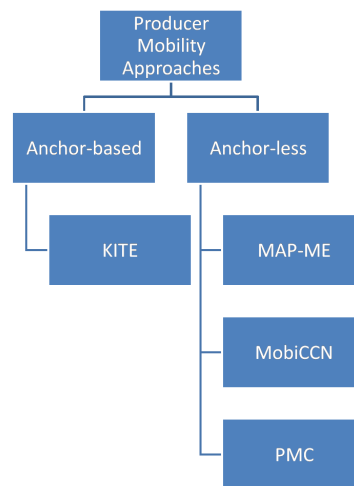 Producer
Mobility
Approaches
Anchor-based
Anchor-less
KITE
MAP-ME
MobiCCN
PMC